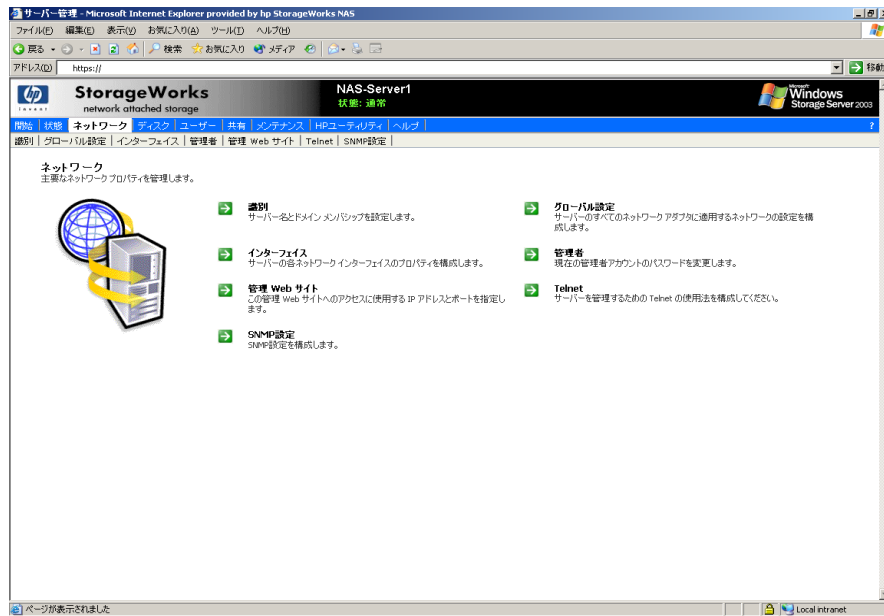 サーバー管理 - Microsoft Internet Explorer provided by hp StorageWorks NAS
ファイル(F) 編集(E) 表示(V) お気に入り(A) ツール(T) ヘルプ(H)
戻る 検索 お気に入り メディア
アドレス(D) https:// 移動
hp invent
StorageWorks
network attached storage
NAS-Server1
状態: 通常
Microsoft
Windows
Storage Server 2003
開始 状態 ネットワーク ディスク ユーザー 共有 メンテナンス HPユーティリティ ヘルプ ?
識別 グローバル設定 インターフェイス 管理者 管理 Web サイト Telnet SNMP設定
ネットワーク
主要なネットワーク プロパティを管理します。
識別
サーバー名とドメイン メンバシップを設定します。
グローバル設定
サーバーのすべてのネットワーク アダプタに適用するネットワークの設定を構
成します。
インターフェイス
サーバーの各ネットワーク インターフェイスのプロパティを構成します。
管理者
現在の管理者アカウントのパスワードを変更します。
管理 Web サイト
この管理 Web サイトへのアクセスに使用する IP アドレスとポートを指定し
ます。
Telnet
サーバーを管理するための Telnet の使用法を構成してください。
SNMP設定
SNMP設定を構成します。
ページが表示されました Local intranet